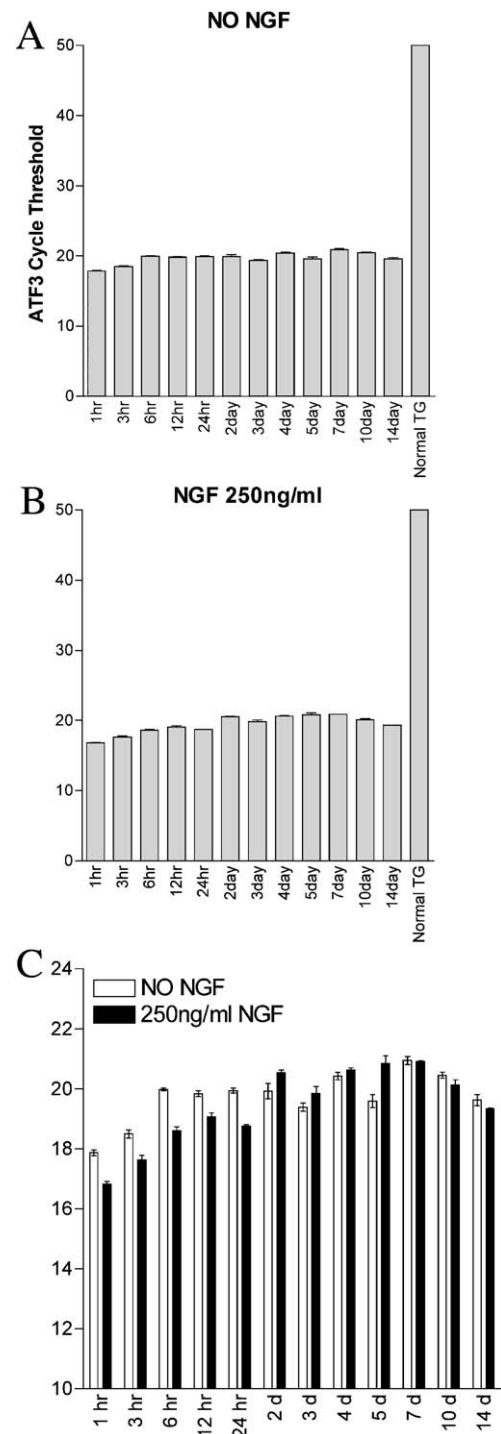 A
NO NGF
ATF3 Cycle Threshold
50
40
30
20
10
0
1hr 3hr 6hr 12hr 24hr 2day 3day 4day 5day 7day 10day 14day Normal TG
B
NGF 250ng/ml
50
40
30
20
10
0
1hr 3hr 6hr 12hr 24hr 2day 3day 4day 5day 7day 10day 14day Normal TG
C
24
22
20
18
16
14
12
10
NO NGF
250ng/ml NGF
1 hr 3 hr 6 hr 12 hr 24 hr 2 d 3 d 4 d 5 d 7 d 10 d 14 d